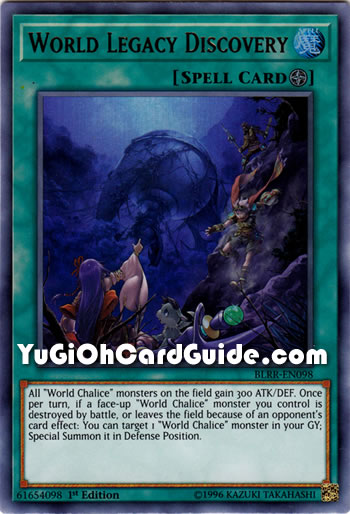 WORLD LEGACY DISCOVERY
SPELL
魔
[SPELL CARD]
YuGiOhCardGuide.com
BLRR-EN098
All "World Chalice" monsters on the field gain 300 ATK/DEF. Once
per turn, if a face-up "World Chalice" monster you control is
destroyed by battle, or leaves the field because of an opponent's
card effect: You can target 1 "World Chalice" monster in your GY;
Special Summon it in Defense Position.
61654098 1st Edition ©1996 KAZUKI TAKAHASHI